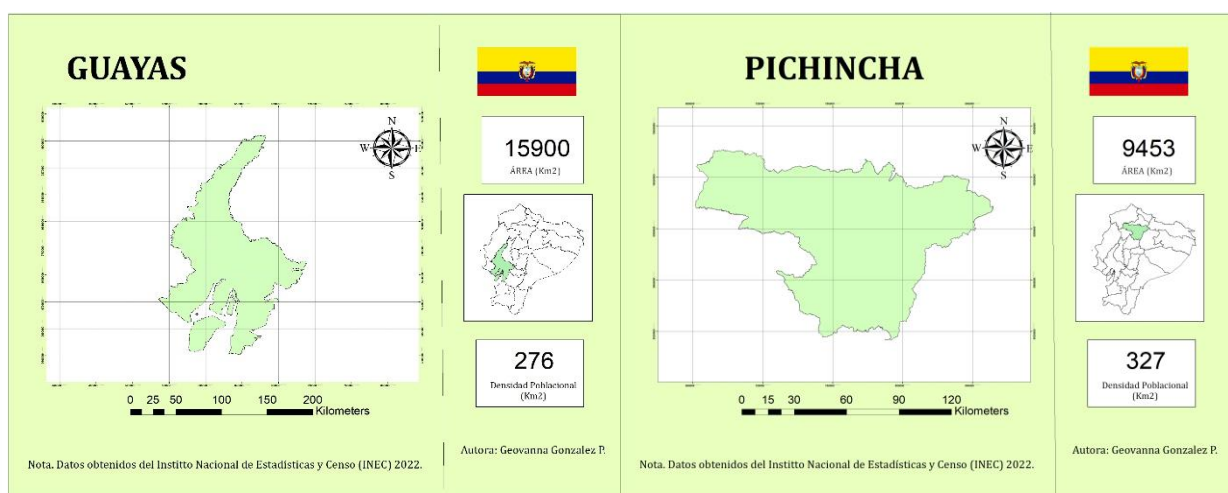 GUAYAS
N
W
E
S
0 25 50 100 150 200
Kilometers
Nota. Datos obtenidos del Institto Nacional de Estadísticas y Censo (INEC) 2022.
15900
ÁREA (Km2)
276
Densidad Poblacional
(Km2)
Autora: Geovanna Gonzalez P.
PICHINCHA
N
W
E
S
0 15 30 60 90 120
Kilometers
Nota. Datos obtenidos del Institto Nacional de Estadísticas y Censo (INEC) 2022.
9453
ÁREA (Km2)
327
Densidad Poblacional
(Km2)
Autora: Geovanna Gonzalez P.